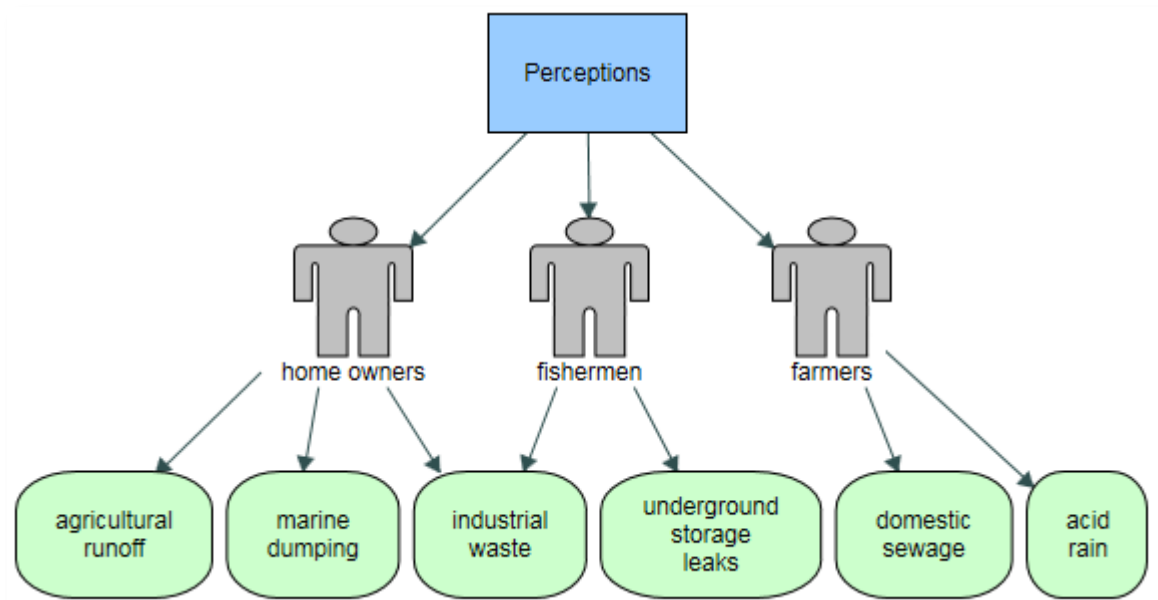 Perceptions
home owners
fishermen
farmers
agricultural
runoff
marine
dumping
industrial
waste
underground
storage
leaks
domestic
sewage
acid
rain